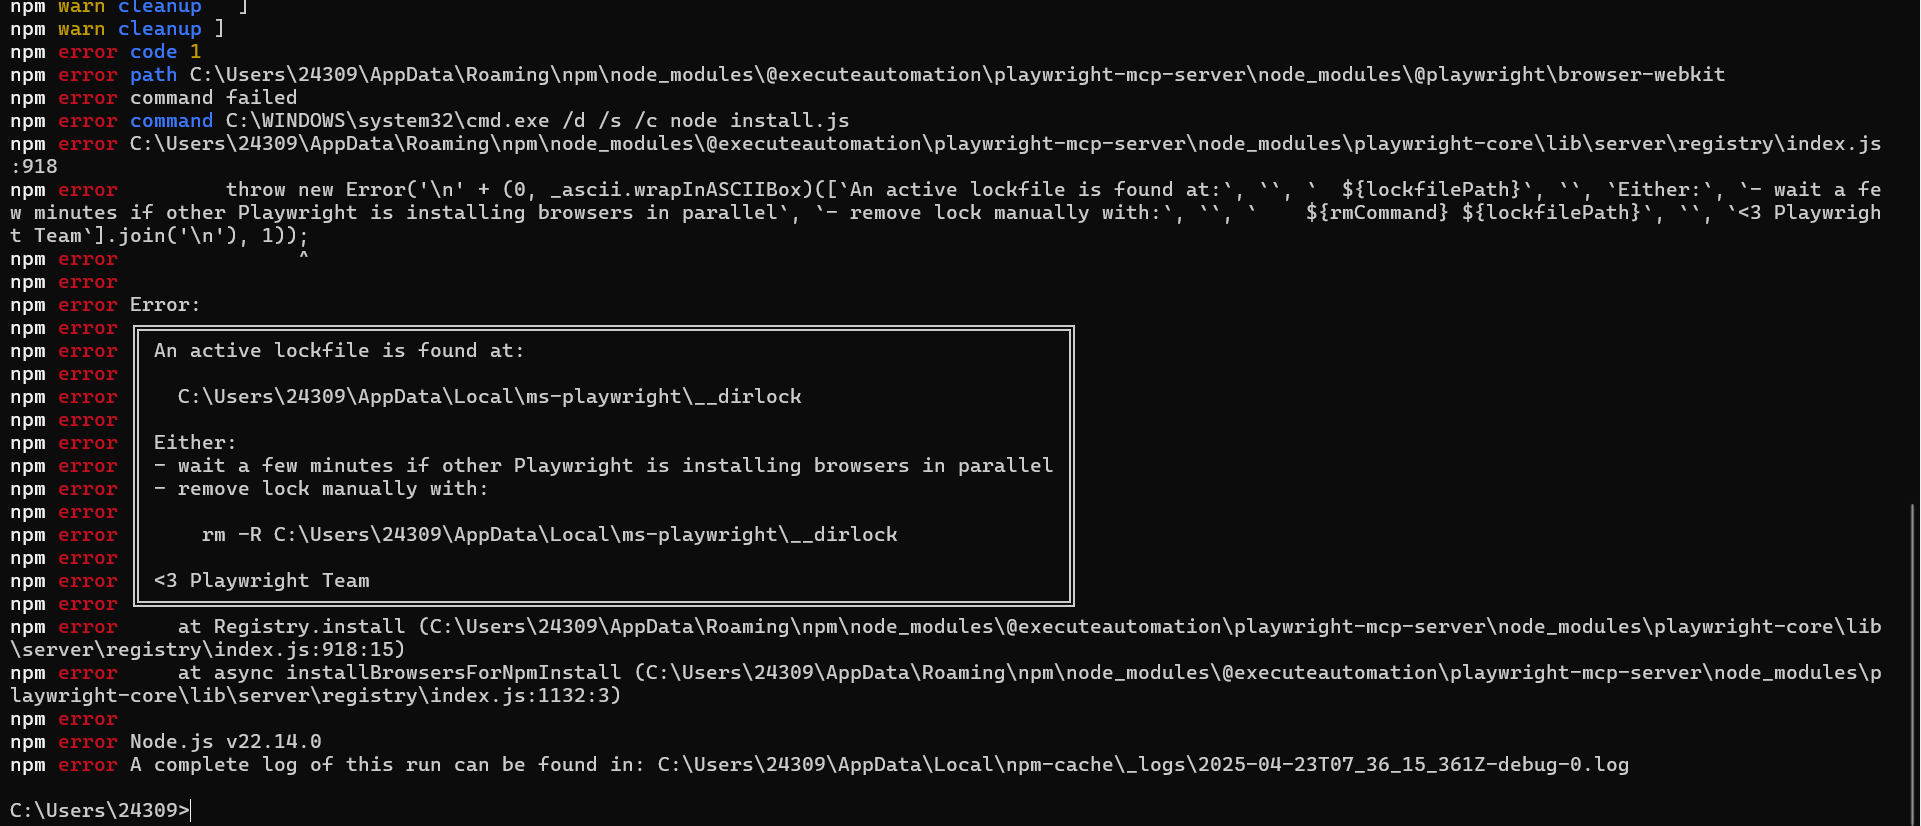 npm warn cleanup   ]
npm warn cleanup ]
npm error code 1
npm error path C:\Users\24309\AppData\Roaming\npm\node_modules\@executeautomation\playwright-mcp-server\node_modules\@playwright\browser-webkit
npm error command failed
npm error command C:\WINDOWS\system32\cmd.exe /d /s /c node install.js
npm error C:\Users\24309\AppData\Roaming\npm\node_modules\@executeautomation\playwright-mcp-server\node_modules\playwright-core\lib\server\registry\index.js
:918
npm error         throw new Error('\n' + (0, _ascii.wrapInASCIIBox)([`An active lockfile is found at:`, ``, `  ${lockfilePath}`, ``, `Either:`, `- wait a fe
w minutes if other Playwright is installing browsers in parallel`, `- remove lock manually with:`, ``, `    ${rmCommand} ${lockfilePath}`, ``, `<3 Playwrigh
t Team`].join('\n'), 1));
npm error               ^
npm error
npm error Error:
npm error
npm error An active lockfile is found at:
npm error
npm error   C:\Users\24309\AppData\Local\ms-playwright\__dirlock
npm error
npm error Either:
npm error - wait a few minutes if other Playwright is installing browsers in parallel
npm error - remove lock manually with:
npm error
npm error     rm -R C:\Users\24309\AppData\Local\ms-playwright\__dirlock
npm error
npm error <3 Playwright Team
npm error
npm error     at Registry.install (C:\Users\24309\AppData\Roaming\npm\node_modules\@executeautomation\playwright-mcp-server\node_modules\playwright-core\lib
\server\registry\index.js:918:15)
npm error     at async installBrowsersForNpmInstall (C:\Users\24309\AppData\Roaming\npm\node_modules\@executeautomation\playwright-mcp-server\node_modules\p
laywright-core\lib\server\registry\index.js:1132:3)
npm error
npm error Node.js v22.14.0
npm error A complete log of this run can be found in: C:\Users\24309\AppData\Local\npm-cache\_logs\2025-04-23T07_36_15_361Z-debug-0.log
C:\Users\24309>